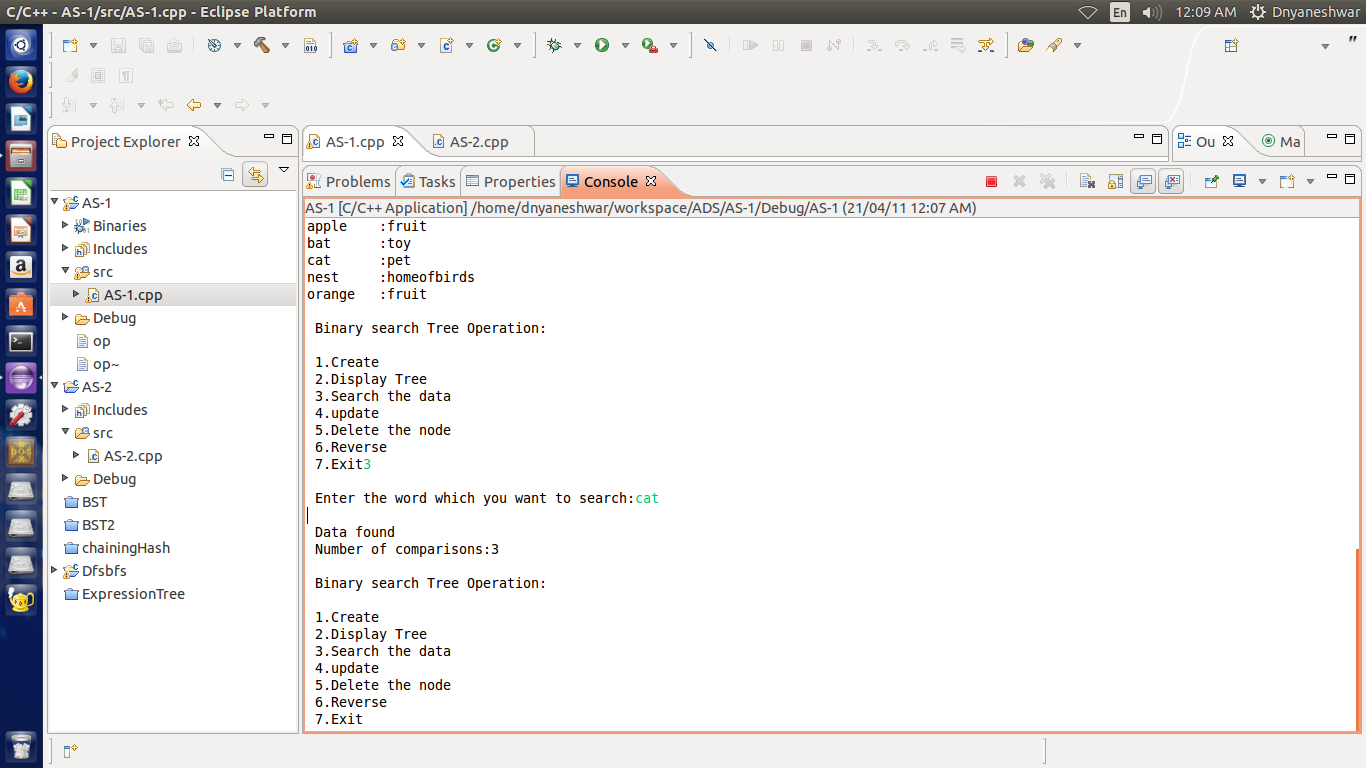 C/C++ - AS-1/src/AS-1.cpp - Eclipse Platform
En
12:09 AM
Dnyaneshwar
Project Explorer
AS-1.cpp
AS-2.cpp
Ou
Ma
Problems
Tasks
Properties
Console
AS-1
Binaries
Includes
src
AS-1.cpp
Debug
op
op~
AS-2
Includes
src
AS-2.cpp
Debug
BST
BST2
chainingHash
Dfsbfs
ExpressionTree
AS-1 [C/C++ Application] /home/dnyaneshwar/workspace/ADS/AS-1/Debug/AS-1 (21/04/11 12:07 AM)
apple    :fruit
bat      :toy
cat      :pet
nest     :homeofbirds
orange   :fruit
Binary search Tree Operation:
1.Create
2.Display Tree
3.Search the data
4.update
5.Delete the node
6.Reverse
7.Exit3
Enter the word which you want to search:cat
Data found
Number of comparisons:3
Binary search Tree Operation:
1.Create
2.Display Tree
3.Search the data
4.update
5.Delete the node
6.Reverse
7.Exit